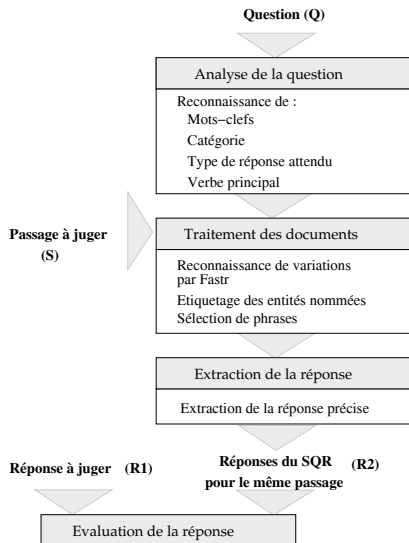 Question (Q)
Analyse de la question
Reconnaissance de :
Mots−clefs
Catégorie
Type de réponse attendu
Verbe principal
Passage à juger
(S)
Traitement des documents
Reconnaissance de variations
par Fastr
Etiquetage des entités nommées
Sélection de phrases
Extraction de la réponse
Extraction de la réponse précise
Réponse à juger (R1)
Réponses du SQR (R2)
pour le même passage
Evaluation de la réponse